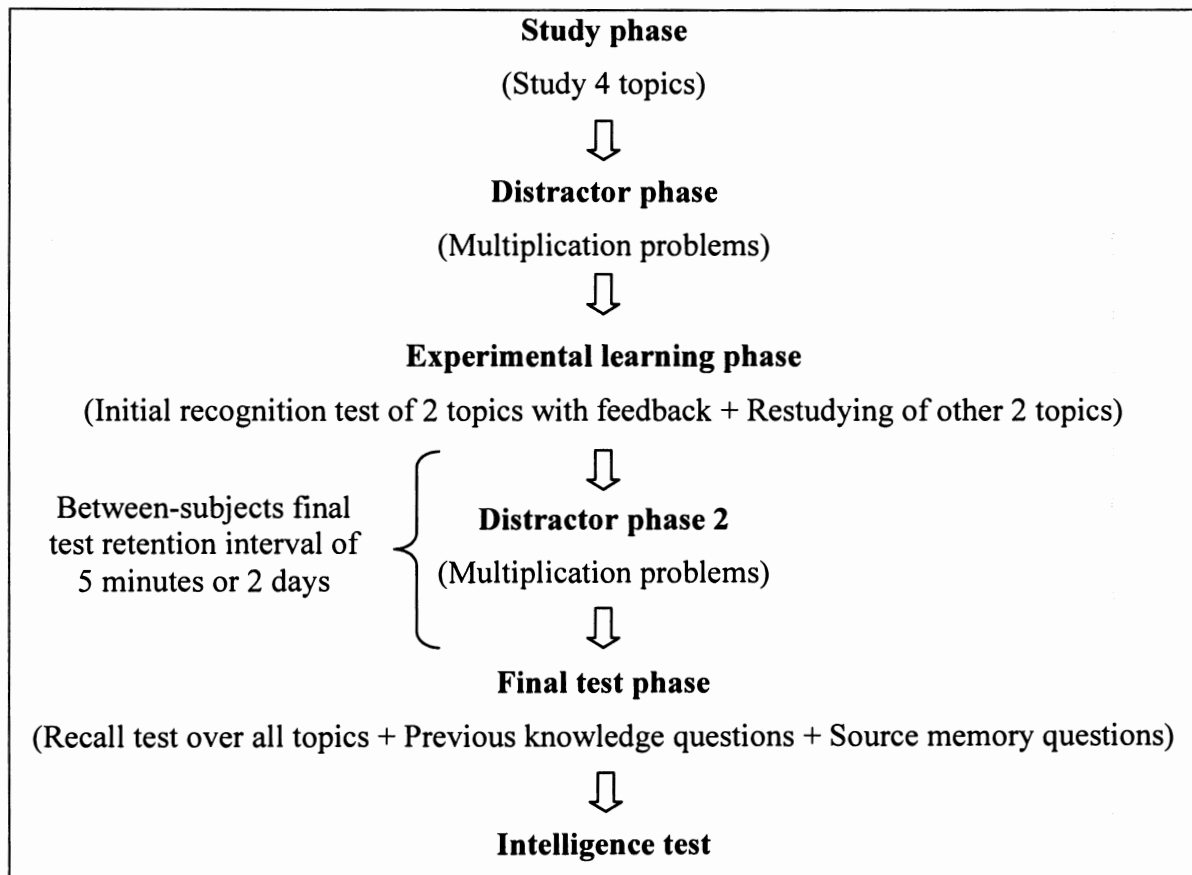 Study phase
(Study 4 topics)
Distractor phase
(Multiplication problems)
Experimental learning phase
(Initial recognition test of 2 topics with feedback + Restudying of other 2 topics)
Between-subjects final
test retention interval of
5 minutes or 2 days
Distractor phase 2
(Multiplication problems)
Final test phase
(Recall test over all topics + Previous knowledge questions + Source memory questions)
Intelligence test